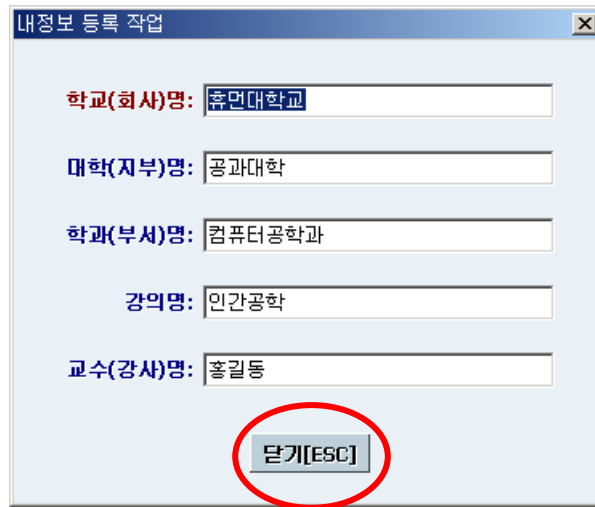 내정보 등록 작업
학교(회사)명: 휴먼대학교
대학(지부)명: 공과대학
학과(부서)명: 컴퓨터공학과
강의명: 인간공학
교수(강사)명: 홍길동
닫기[ESC]